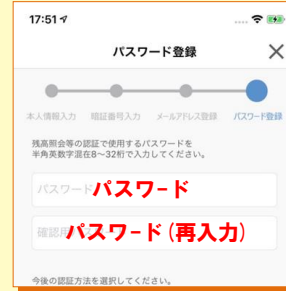 17:51
パスワード登録
本人情報入力 暗証番号入力 メールアドレス登録 パスワード登録
残高照会等の認証で使用するパスワードを
半角英数字混在8〜32桁で入力してください。
パスワード パスワード
確認用 パスワード(再入力)
今後の認証方法を選択してください。